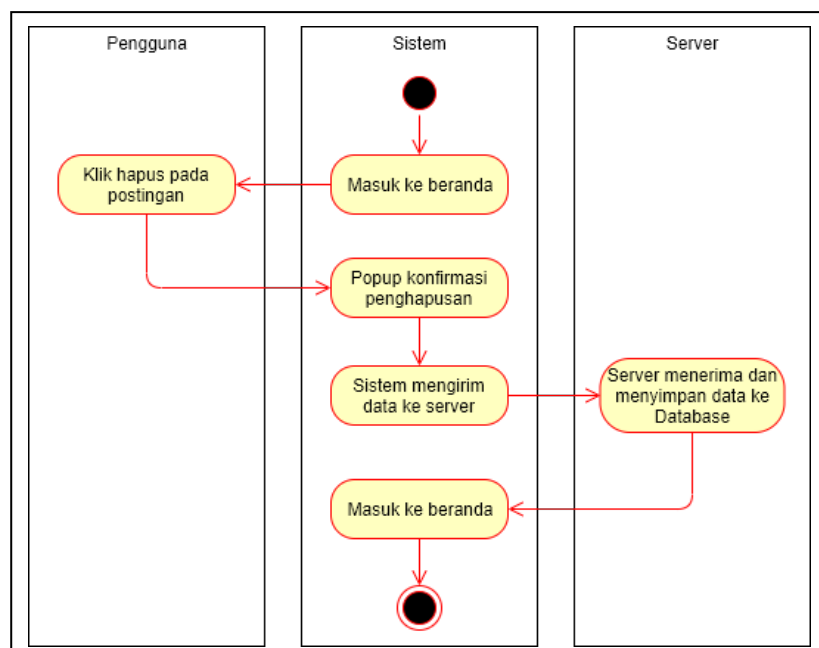 Pengguna
Sistem
Server
Klik hapus pada
postingan
Masuk ke beranda
Popup konfirmasi
penghapusan
Sistem mengirim
data ke server
Server menerima dan
menyimpan data ke
Database
Masuk ke beranda